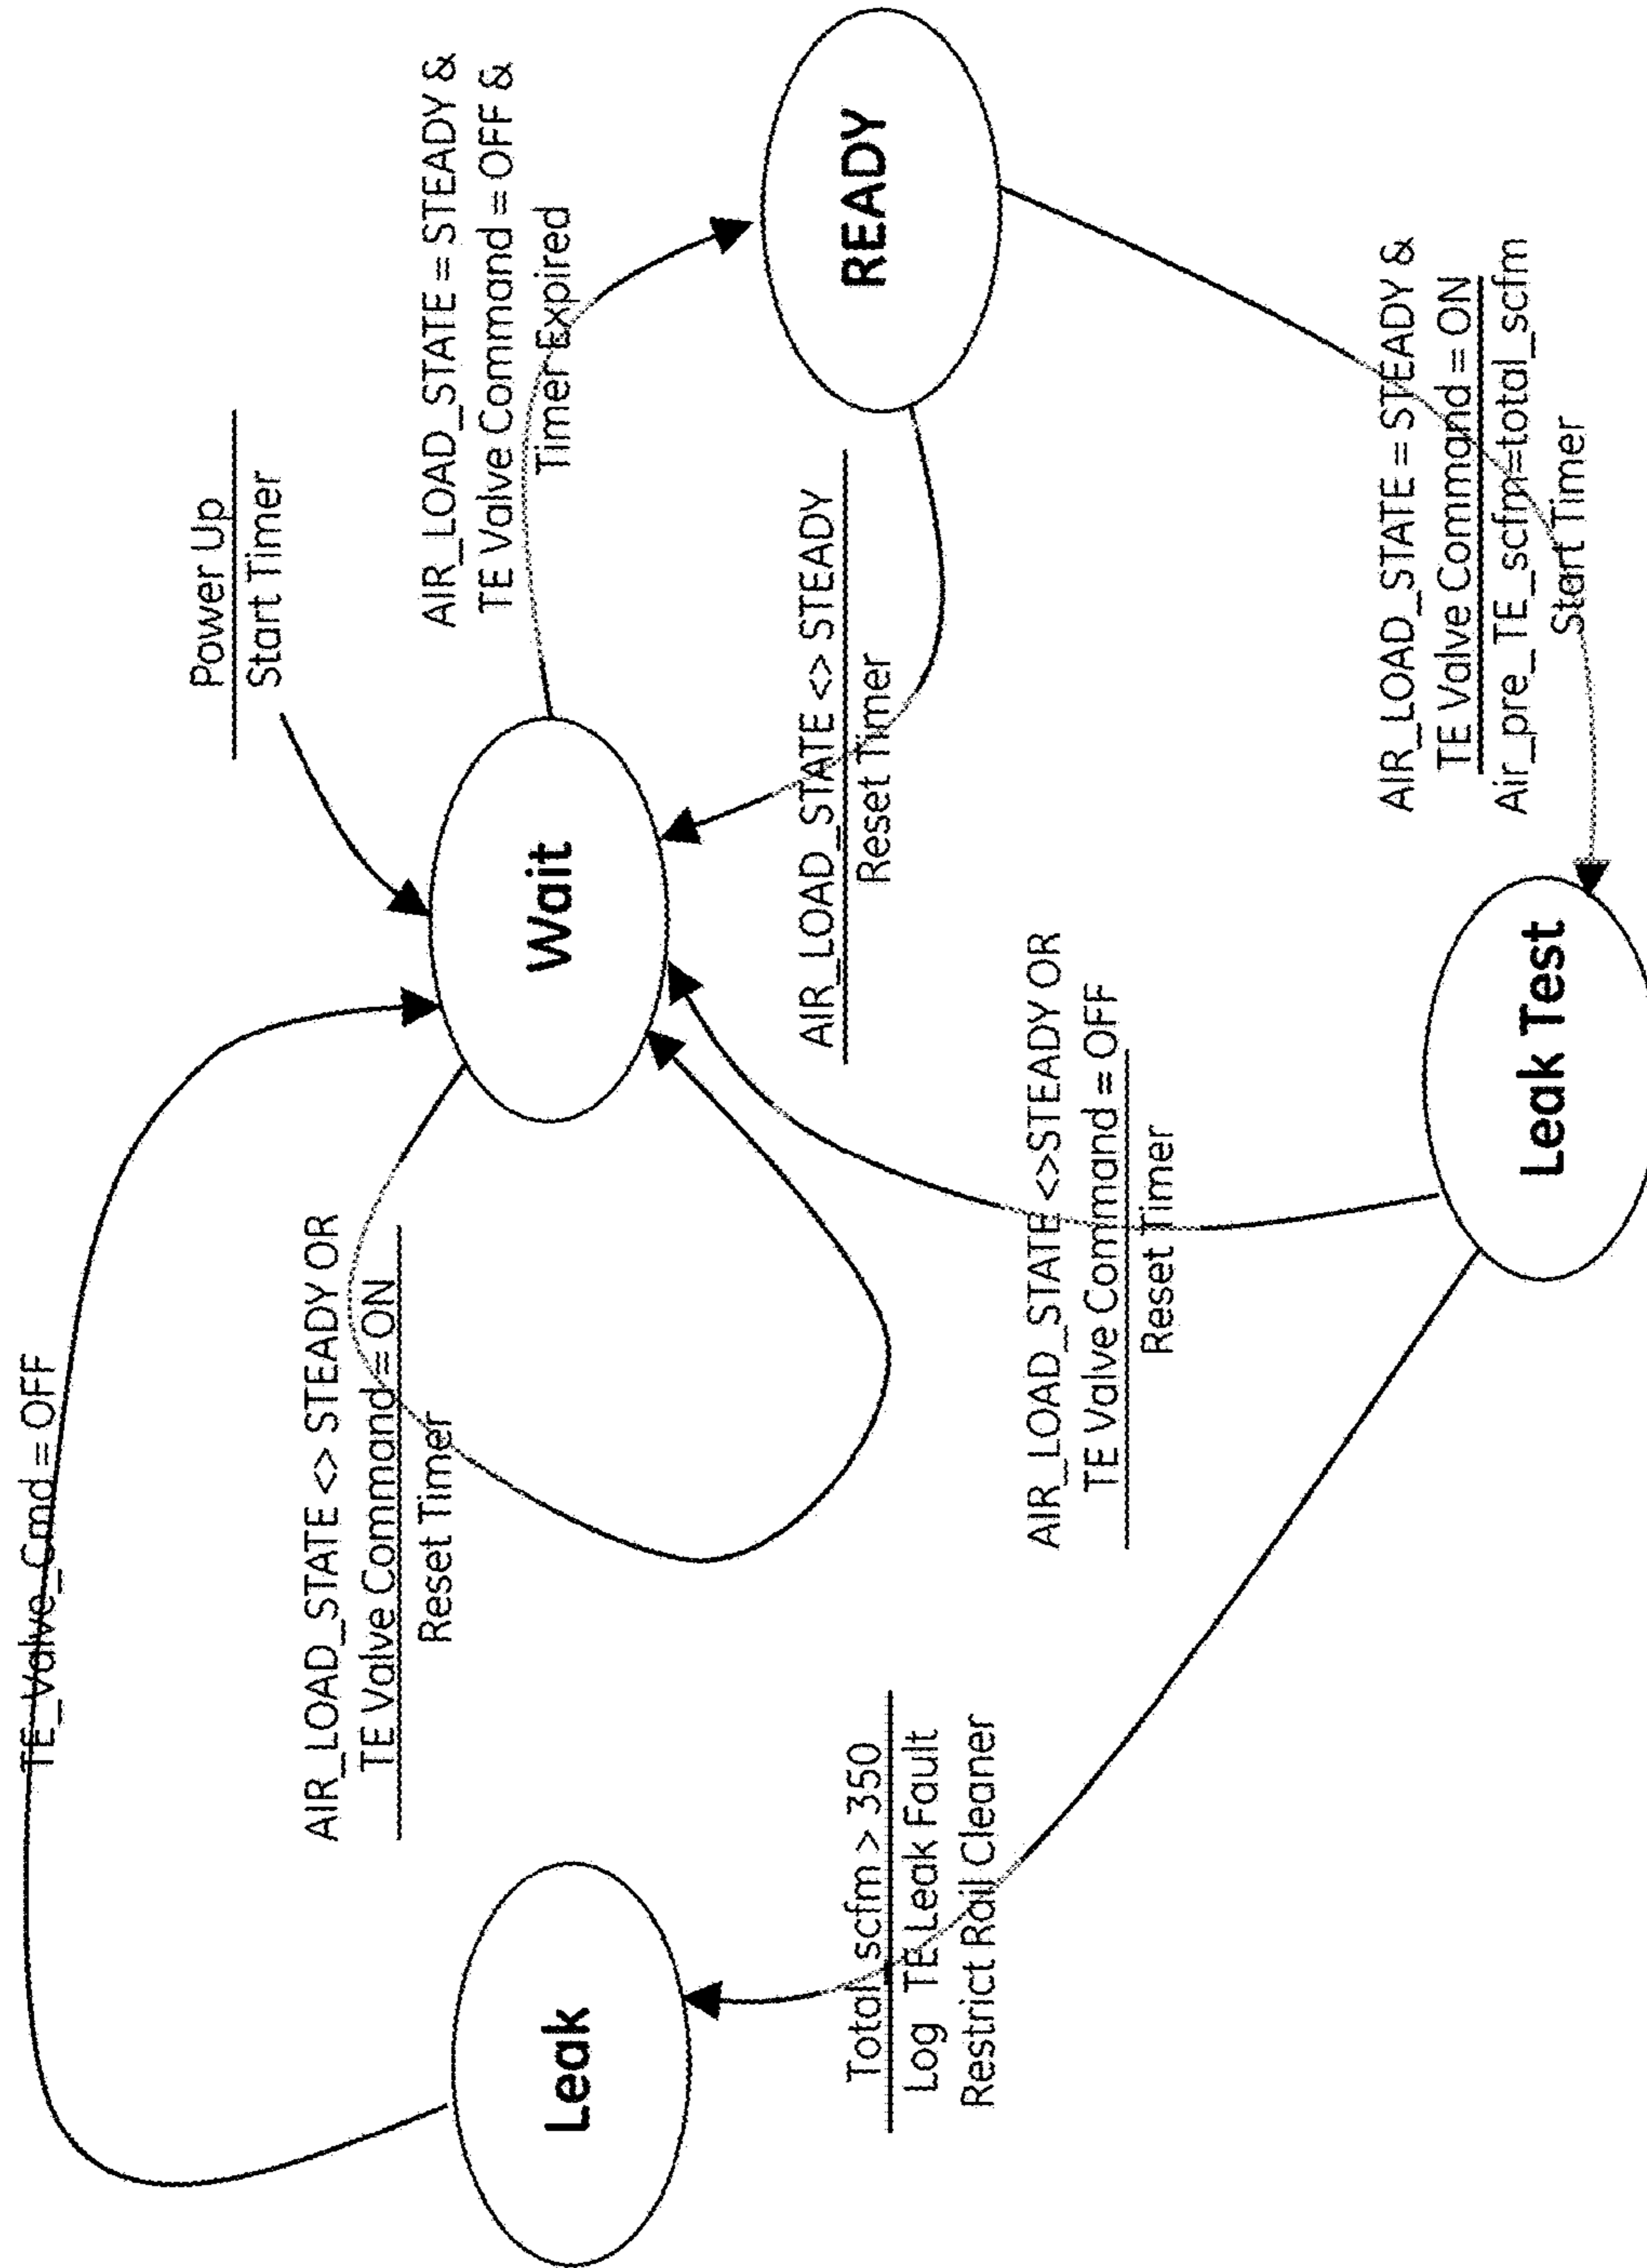 TE_Valve_Cmd = OFF
Power Up
Start Timer
AIR_LOAD_STATE <> STEADY OR
TE Valve Command = ON
Reset Timer
AIR_LOAD_STATE = STEADY &
TE Valve Command = OFF &
Timer Expired
Leak
Wait
READY
Total scfm > 350
Log TE Leak Fault
Restrict Rail Cleaner
AIR_LOAD_STATE <> STEADY
Reset Timer
AIR_LOAD_STATE <>STEADY OR
TE Valve Command = OFF
Reset Timer
AIR_LOAD_STATE = STEADY &
TE Valve Command = ON
Air_pre_TE_scfm=total_scfm
Start Timer
Leak Test